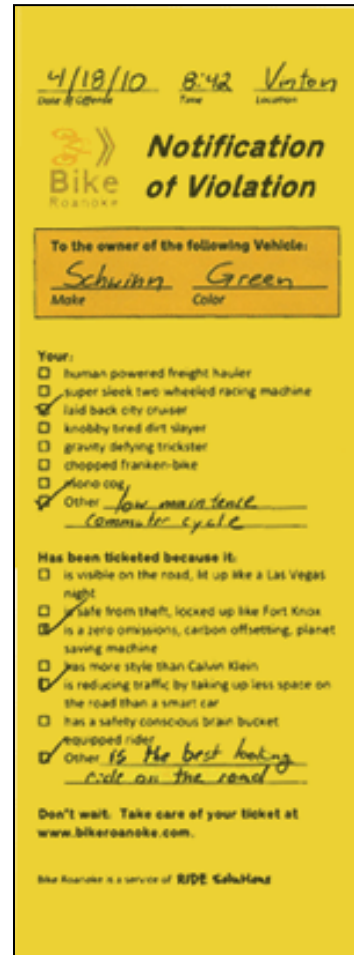 4/18/10 8:42 Vinton
Date of Offense Time Location
Bike
Roanoke
Notification
of Violation
To the owner of the following Vehicle:
Schwinn Green
Make Color
Your:
human powered freight hauler
super sleek two wheeled racing machine
laid back city cruiser
knobby tired dirt slayer
gravity defying trickster
chopped franken-bike
mono cog
Other low maintence
commuter cycle
Has been ticketed because it:
is visible on the road, lit up like a Las Vegas
night
is safe from theft, locked up like Fort Knox
is a zero omissions, carbon offsetting, planet
saving machine
has more style than Calvin Klein
is reducing traffic by taking up less space on
the road than a smart car
has a safety conscious brain bucket
equipped rider
Other is the best looking
ride on the road
Don't wait. Take care of your ticket at
www.bikeroanoke.com.
Bike Roanoke is a service of RIDE Solutions